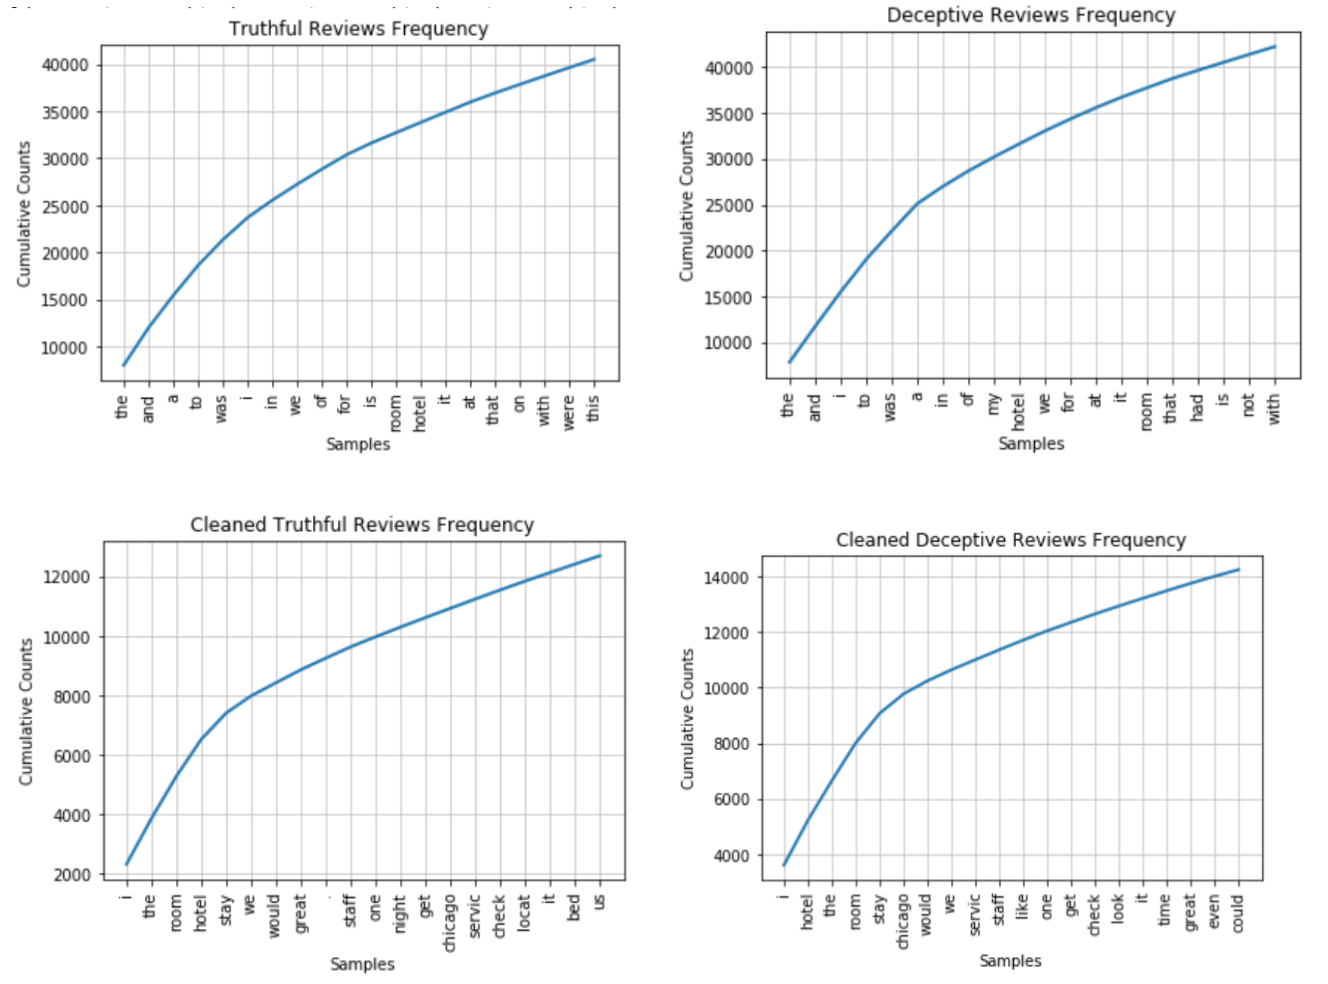 Truthful Reviews Frequency
Cumulative Counts
40000
35000
30000
25000
20000
15000
10000
the and a to was i in we of for is room hotel it at that on with were this
Samples
Deceptive Reviews Frequency
Cumulative Counts
40000
35000
30000
25000
20000
15000
10000
the and i to was a in of my hotel we for at it room that had is not with
Samples
Cleaned Truthful Reviews Frequency
Cumulative Counts
12000
10000
8000
6000
4000
2000
i the room hotel stay we would great staff one night get chicago servic check locat it bed us
Samples
Cleaned Deceptive Reviews Frequency
Cumulative Counts
14000
12000
10000
8000
6000
4000
i hotel the room stay chicago would we servic staff like one get check look it time great even could
Samples